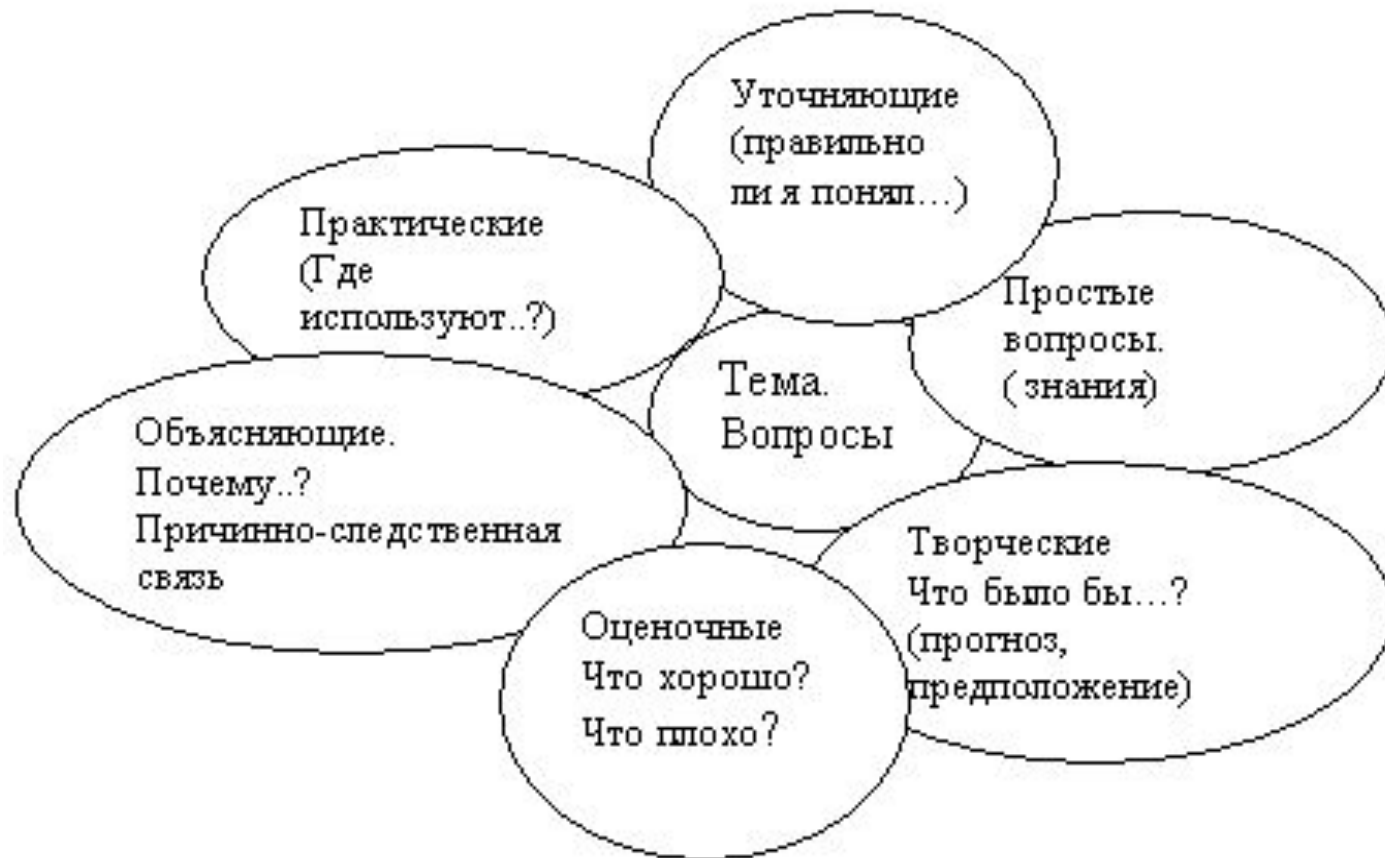 Уточняющие
(правильно
ли я понял...)
Практические
(Где
используют..?)
Простые
вопросы.
( знания)
Тема.
Вопросы
Объясняющие.
Почему..?
Причинно-следственная
связь
Творческие
Что было бы...?
(прогноз,
предположение)
Оценочные
Что хорошо?
Что плохо?